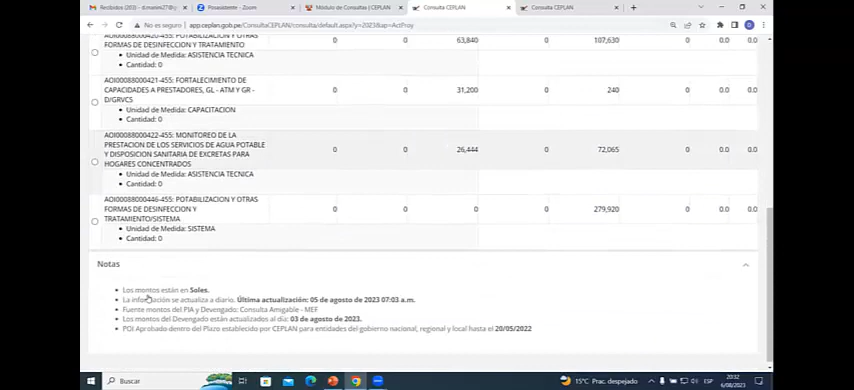 Recibidos (203) - d.marini27@g
Posasistente - Zoom
Módulo de Consultas | CEPLAN
Consulta CEPLAN
Consulta CEPLAN
app.ceplan.gob.pe/ConsultaCEPLAN/consulta/default.aspx?y=2023&ap=ActProy
FORMAS DE DESINFECCION Y TRATAMIENTO
0 0 63,840 0 107,630 0 0.0 0.0
• Unidad de Medida: ASISTENCIA TECNICA
• Cantidad: 0
AOI00088000421-455: FORTALECIMIENTO DE
CAPACIDADES A PRESTADORES, GL - ATM Y GR -
D/GRVCS
0 0 31,200 0 240 0 0.0 0.0
• Unidad de Medida: CAPACITACION
• Cantidad: 0
AOI00088000422-455: MONITOREO DE LA
PRESTACION DE LOS SERVICIOS DE AGUA POTABLE
Y DISPOSICION SANITARIA DE EXCRETAS PARA
HOGARES CONCENTRADOS
0 0 26,444 0 72,065 0 0.0 0.0
• Unidad de Medida: ASISTENCIA TECNICA
• Cantidad: 0
AOI00088000446-455: POTABILIZACION Y OTRAS
FORMAS DE DESINFECCION Y
TRATAMIENTO/SISTEMA
0 0 0 0 279,920 0 0.0 0.0
• Unidad de Medida: SISTEMA
• Cantidad: 0
Notas
• Los montos están en Soles.
• La información se actualiza a diario. Última actualización: 05 de agosto de 2023 07:03 a.m.
• Fuente montos del PIA y Devengado: Consulta Amigable - MEF
• Los montos del Devengado están actualizados al día: 03 de agosto de 2023.
• POI Aprobado dentro del Plazo establecido por CEPLAN para entidades del gobierno nacional, regional y local hasta el 20/05/2022
Buscar
15°C Prac. despejado
ESP
20:32
6/08/2023